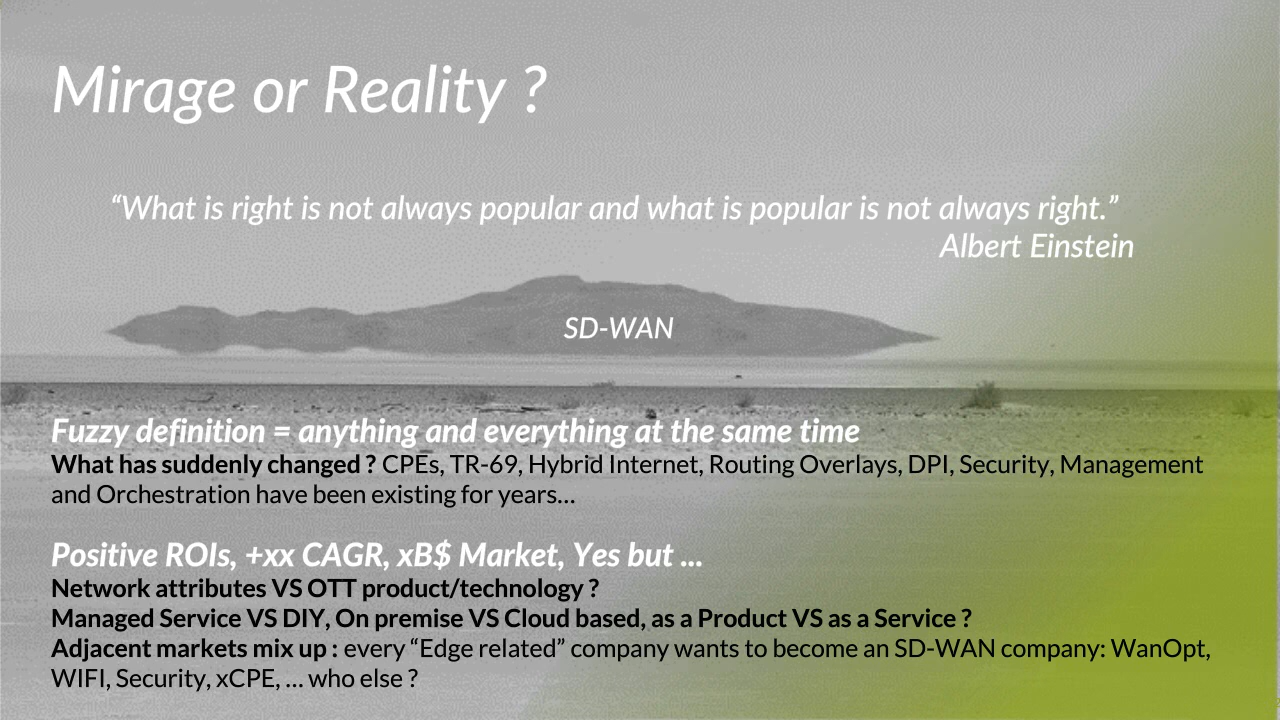 Mirage or Reality ?
“What is right is not always popular and what is popular is not always right.”
Albert Einstein
SD-WAN
Fuzzy definition = anything and everything at the same time
What has suddenly changed ? CPEs, TR-69, Hybrid Internet, Routing Overlays, DPI, Security, Management
and Orchestration have been existing for years...
Positive ROIs, +xx CAGR, xB$ Market, Yes but ...
Network attributes VS OTT product/technology ?
Managed Service VS DIY, On premise VS Cloud based, as a Product VS as a Service ?
Adjacent markets mix up : every “Edge related” company wants to become an SD-WAN company: WanOpt,
WIFI, Security, xCPE, ... who else ?